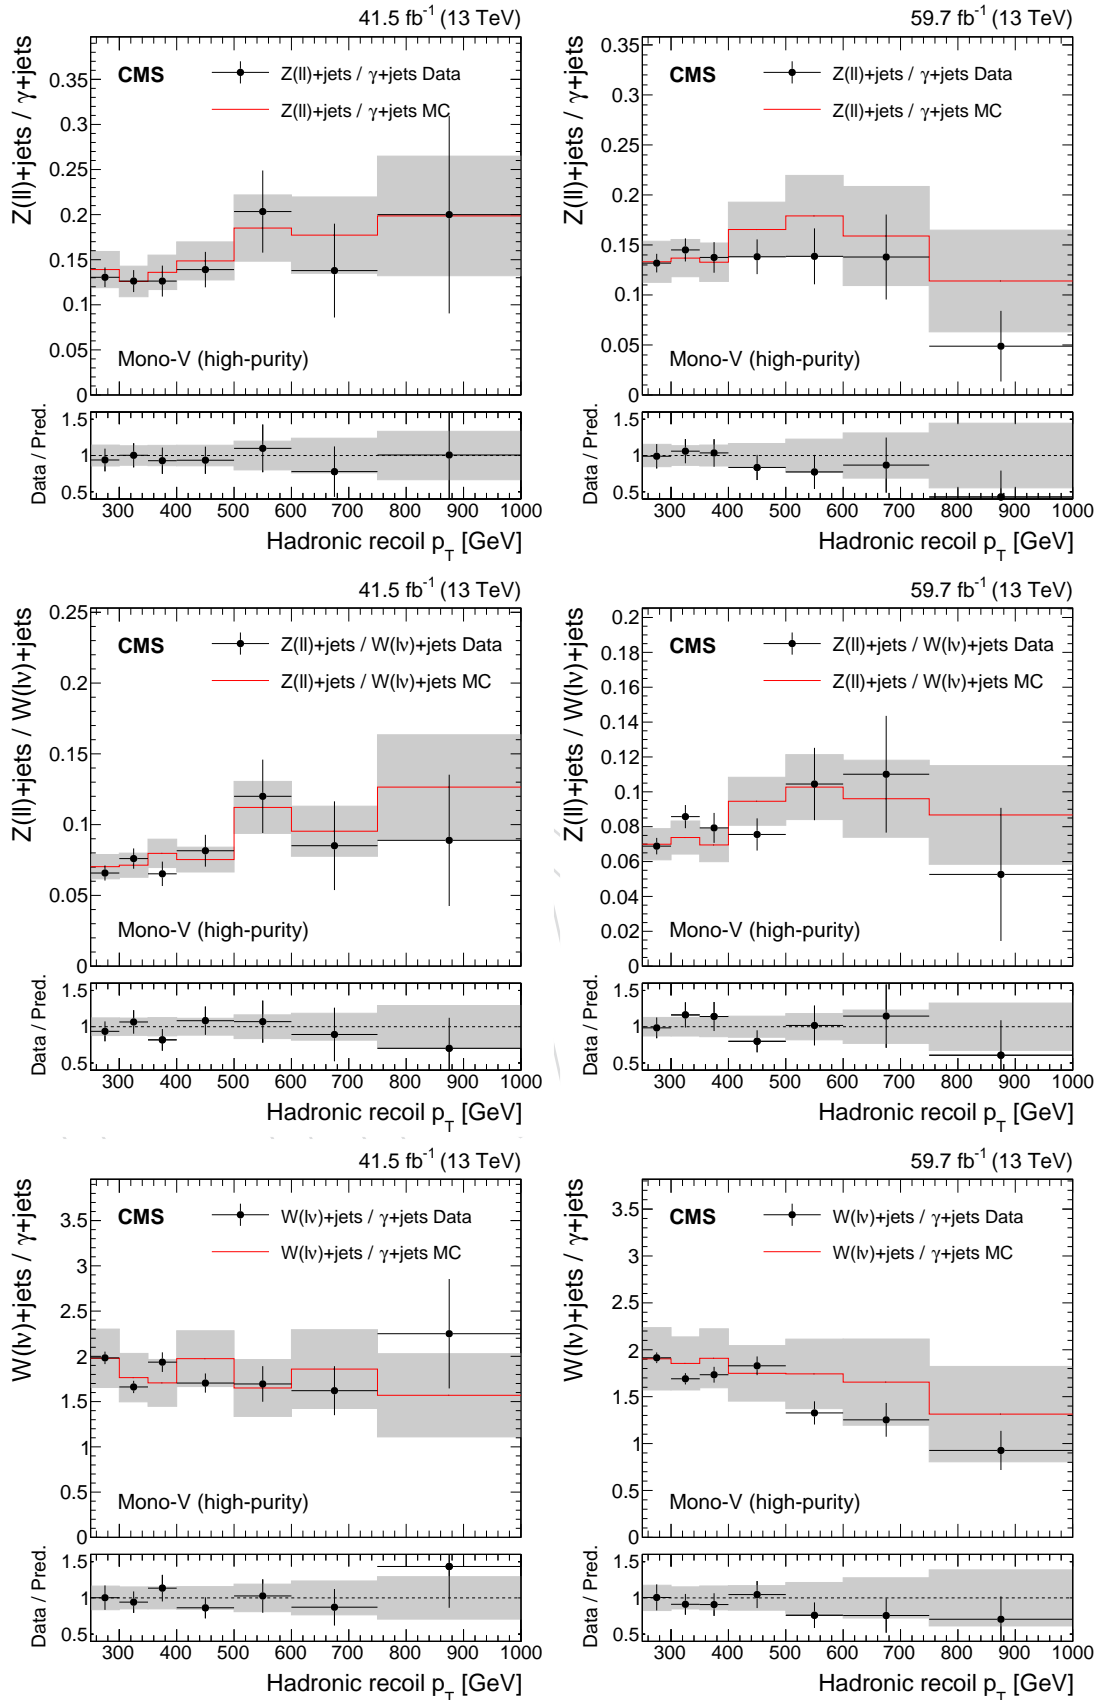 41.5 fb-1 (13 TeV)
Z(ll)+jets / γ+jets
CMS
Z(ll)+jets / γ+jets Data
Z(ll)+jets / γ+jets MC
0.35
0.3
0.25
0.2
0.15
0.1
0.05
0
Mono-V (high-purity)
Data / Pred.
1.5
1
0.5
300 400 500 600 700 800 900 1000
Hadronic recoil pT [GeV]
59.7 fb-1 (13 TeV)
Z(ll)+jets / γ+jets
CMS
Z(ll)+jets / γ+jets Data
Z(ll)+jets / γ+jets MC
0.35
0.3
0.25
0.2
0.15
0.1
0.05
0
Mono-V (high-purity)
Data / Pred.
1.5
1
0.5
300 400 500 600 700 800 900 1000
Hadronic recoil pT [GeV]
41.5 fb-1 (13 TeV)
Z(ll)+jets / W(lν)+jets
CMS
Z(ll)+jets / W(lν)+jets Data
Z(ll)+jets / W(lν)+jets MC
0.25
0.2
0.15
0.1
0.05
0
Mono-V (high-purity)
Data / Pred.
1.5
1
0.5
300 400 500 600 700 800 900 1000
Hadronic recoil pT [GeV]
59.7 fb-1 (13 TeV)
Z(ll)+jets / W(lν)+jets
CMS
Z(ll)+jets / W(lν)+jets Data
Z(ll)+jets / W(lν)+jets MC
0.2
0.18
0.16
0.14
0.12
0.1
0.08
0.06
0.04
0.02
0
Mono-V (high-purity)
Data / Pred.
1.5
1
0.5
300 400 500 600 700 800 900 1000
Hadronic recoil pT [GeV]
41.5 fb-1 (13 TeV)
W(lν)+jets / γ+jets
CMS
W(lν)+jets / γ+jets Data
W(lν)+jets / γ+jets MC
3.5
3
2.5
2
1.5
1
0.5
0
Mono-V (high-purity)
Data / Pred.
1.5
1
0.5
300 400 500 600 700 800 900 1000
Hadronic recoil pT [GeV]
59.7 fb-1 (13 TeV)
W(lν)+jets / γ+jets
CMS
W(lν)+jets / γ+jets Data
W(lν)+jets / γ+jets MC
3.5
3
2.5
2
1.5
1
0.5
0
Mono-V (high-purity)
Data / Pred.
1.5
1
0.5
300 400 500 600 700 800 900 1000
Hadronic recoil pT [GeV]